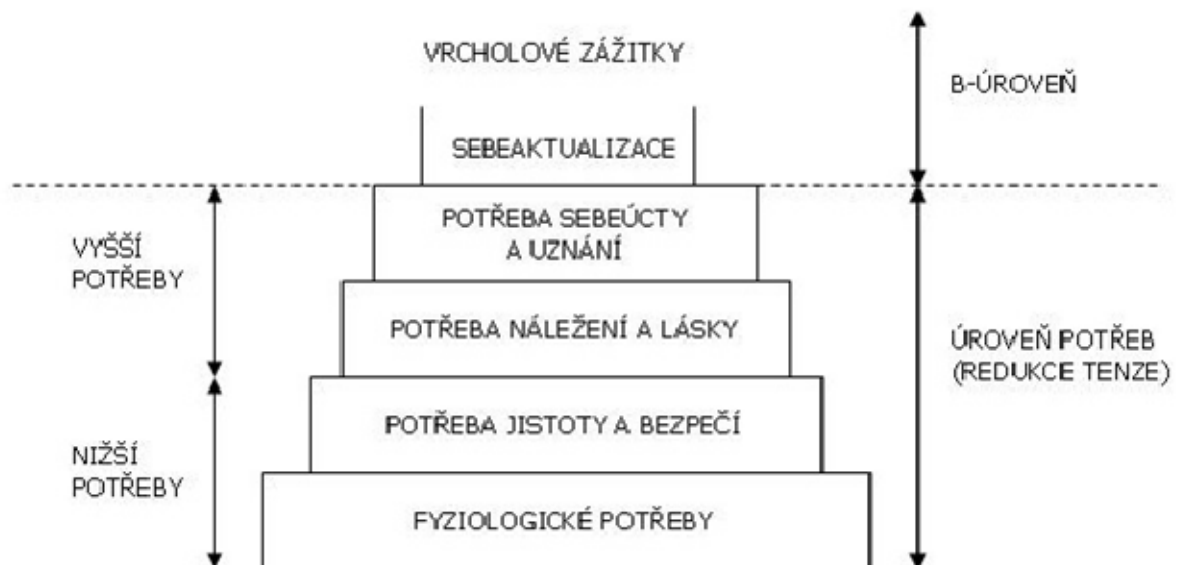 VRCHOLOVÉ ZÁŽITKY
B-ÚROVEŇ
SEBEAKTUALIZACE
POTŘEBA SEBEÚCTY
A UZNÁNÍ
VYŠŠÍ
POTŘEBY
POTŘEBA NÁLEŽENÍ A LÁSKY
ÚROVEŇ POTŘEB
(REDUKCE TENZE)
POTŘEBA JISTOTY A BEZPEČÍ
NIŽŠÍ
POTŘEBY
FYZIOLOGICKÉ POTŘEBY